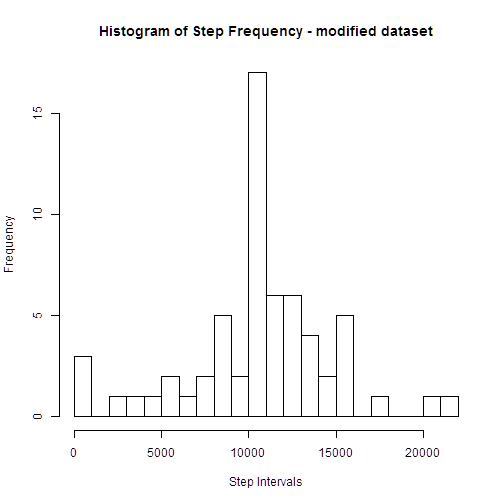 Histogram of Step Frequency - modified dataset
Frequency
15
10
5
0
0 5000 10000 15000 20000
Step Intervals